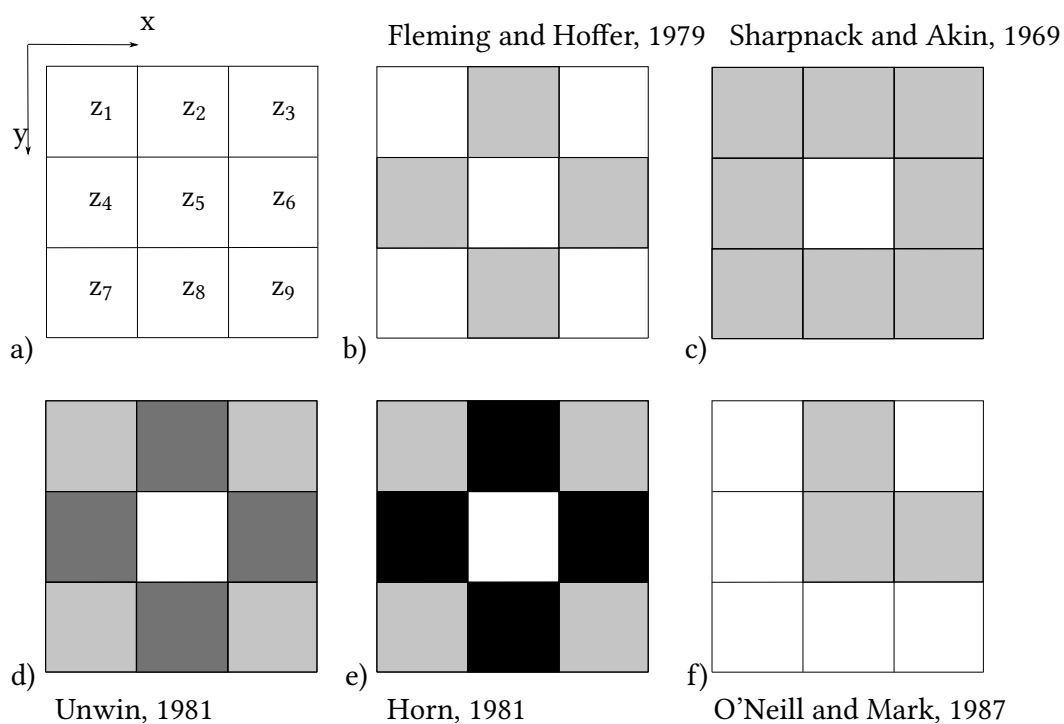 x
y
Fleming and Hoffer, 1979
Sharpnack and Akin, 1969
z₁ z₂ z₃
z₄ z₅ z₆
z₇ z₈ z₉
a)
b)
c)
d)
e)
f)
Unwin, 1981
Horn, 1981
O'Neill and Mark, 1987